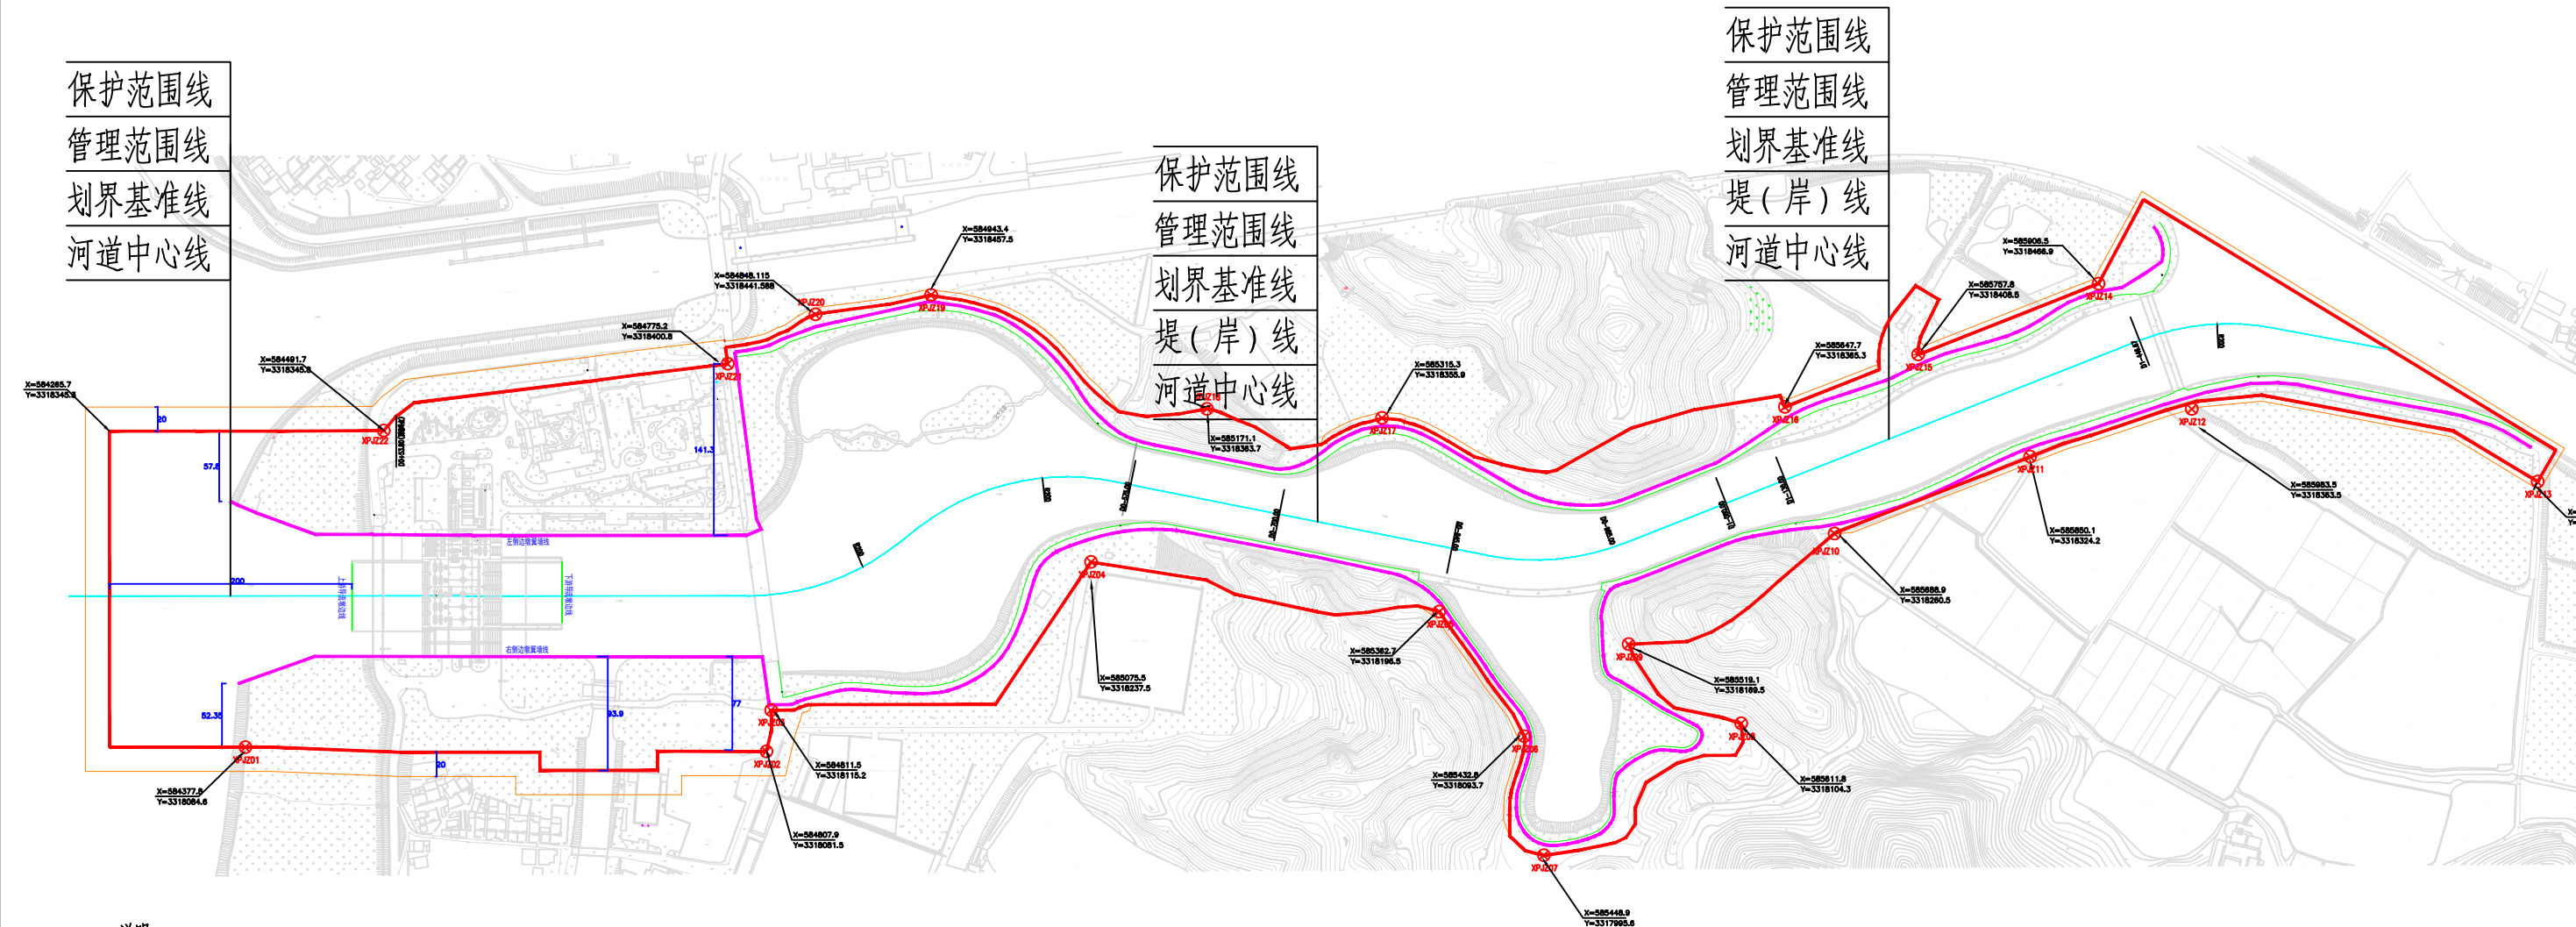 保护范围线
管理范围线
划界基准线
河道中心线
保护范围线
管理范围线
划界基准线
堤(岸)线
河道中心线
保护范围线
管理范围线
划界基准线
堤(岸)线
河道中心线
X=584265.7
X=584491.7
X=584775.2
Y=3318400.8
X=584848.115
Y=3318441.588
X=584943.4
Y=3318457.5
X=585171.1
Y=3318363.7
X=585315.3
Y=3318355.9
X=585647.7
Y=3318365.3
X=585757.8
Y=3318408.5
X=585906.5
Y=3318466.9
X=585983.5
Y=3318363.5
X=585850.1
Y=3318324.2
X=585688.9
Y=3318260.5
X=585519.1
Y=3318169.5
X=585611.8
Y=3318104.3
X=585448.9
Y=3317995.6
X=585432.8
Y=3318093.7
X=585362.7
Y=3318196.5
X=585075.5
Y=3318237.5
X=584811.5
Y=3318115.2
X=584807.9
Y=3318081.5
X=584377.8
Y=3318084.6
XPJZ01
XPJZ02
XPJZ03
XPJZ04
XPJZ05
XPJZ06
XPJZ07
XPJZ08
XPJZ09
XPJZ10
XPJZ11
XPJZ12
XPJZ13
XPJZ14
XPJZ15
XPJZ16
XPJZ17
XPJZ19
XPJZ20
XPJZ21
XPJZ22
20
57.8
141.3
200
52.35
93.9
77
20
左侧边墩翼墙线
右侧边墩翼墙线